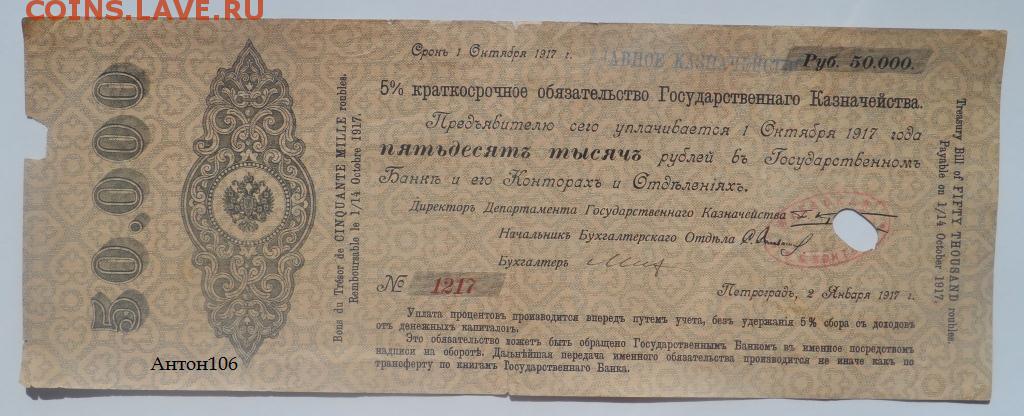 COINS.LAVE.RU
Срокъ 1 Октября 1917 г.
ГЛАВНОЕ КАЗНАЧЕЙСТВО
Руб. 50.000.
5% краткосрочное обязательство Государственнаго Казначейства.
Предъявителю сего уплачивается 1 Октября 1917 года
пятьдесятъ тысячъ рублей въ Государственномъ
Банкѣ и его Конторахъ и Отдѣленіяхъ.
Директоръ Департамента Государственнаго Казначейства
Начальникъ Бухгалтерскаго Отдѣла
Бухгалтеръ
№ 1217
Петроградъ, 2 Января 1917 г.
Уплата процентовъ производится впередъ путемъ учета, безъ удержанія 5% сбора съ доходовъ
отъ денежныхъ капиталовъ.
Это обязательство можетъ быть обращено Государственнымъ Банкомъ въ именное посредствомъ
надписи на оборотѣ. Дальнѣйшая передача именного обязательства производится не иначе какъ по
трансферту по книгамъ Государственнаго Банка.
50.000
Bons du Trésor de CINQUANTE MILLE roubles.
Remboursable le 1/14 Octobre 1917.
Treasury Bill of FIFTY THOUSAND roubles.
Payable on 1/14 October 1917.
Антон106